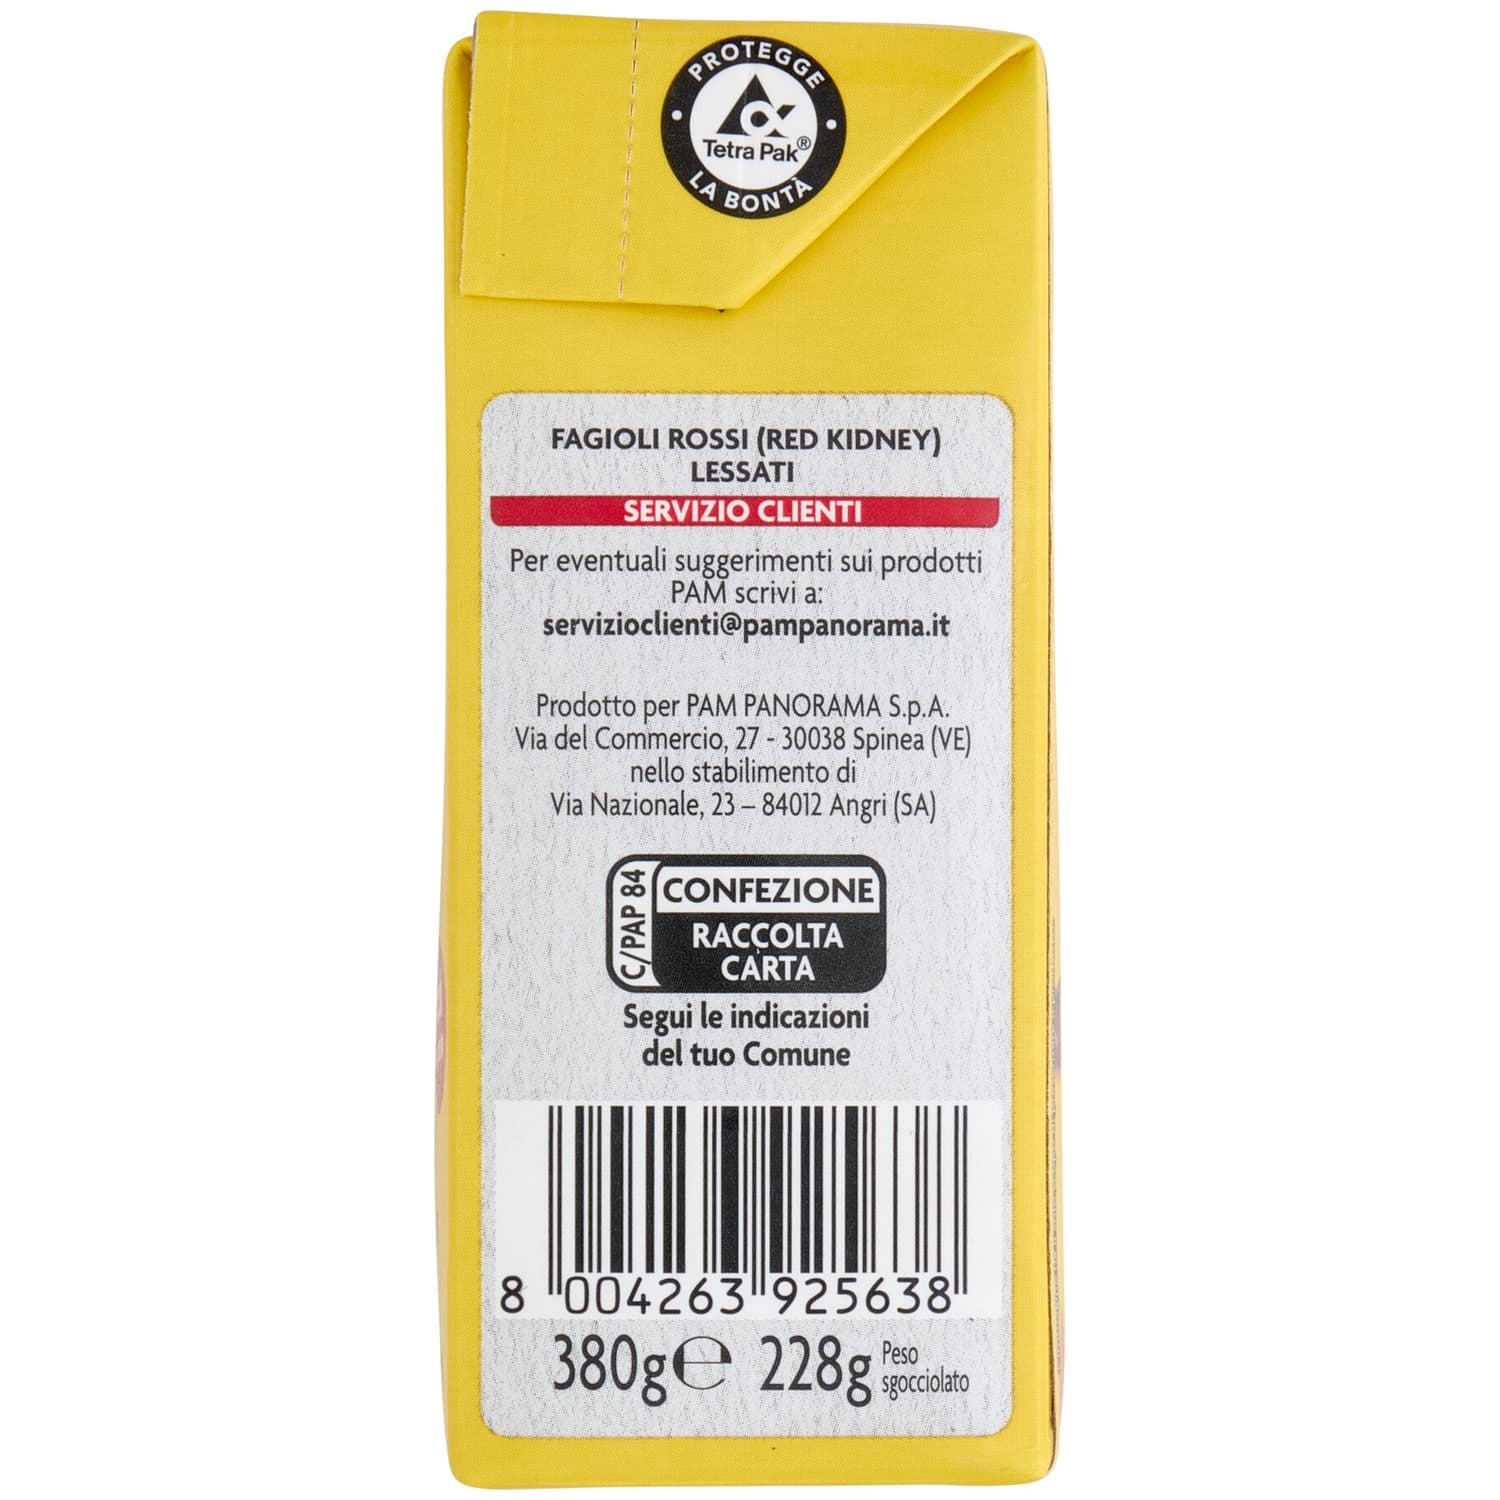 PROTEGGE
Tetra Pak®
LA BONTÀ
FAGIOLI ROSSI (RED KIDNEY)
LESSATI
SERVIZIO CLIENTI
Per eventuali suggerimenti sui prodotti
PAM scrivi a:
servizioclienti@pampanorama.it
Prodotto per PAM PANORAMA S.p.A.
Via del Commercio, 27 - 30038 Spinea (VE)
nello stabilimento di
Via Nazionale, 23 – 84012 Angri (SA)
C/PAP 84
CONFEZIONE
RACCOLTA
CARTA
Segui le indicazioni
del tuo Comune
8 004263 925638
380g ℮ 228g Peso
sgocciolato